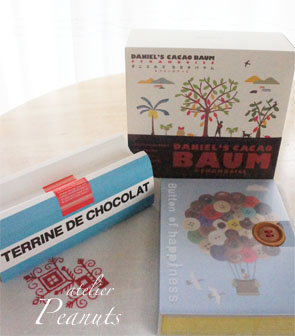 DANIEL'S CACAO BAUM
DANIEL'S CACAO
BAUM
TERRINE DE CHOCOLAT
Button of happiness
atelier
Peanuts